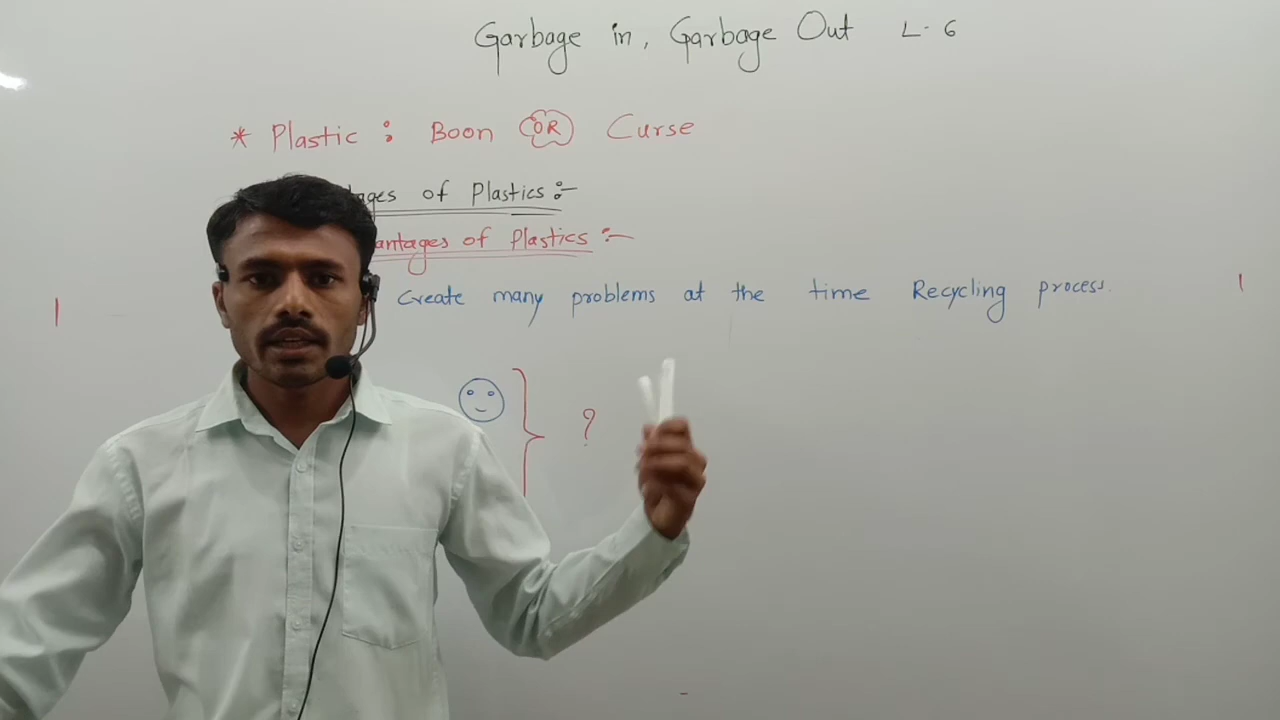 Garbage in, Garbage Out L-6
* Plastic : Boon OR Curse
of Plastics :-
of Plastics :-
Create many problems at the time Recycling process.
?